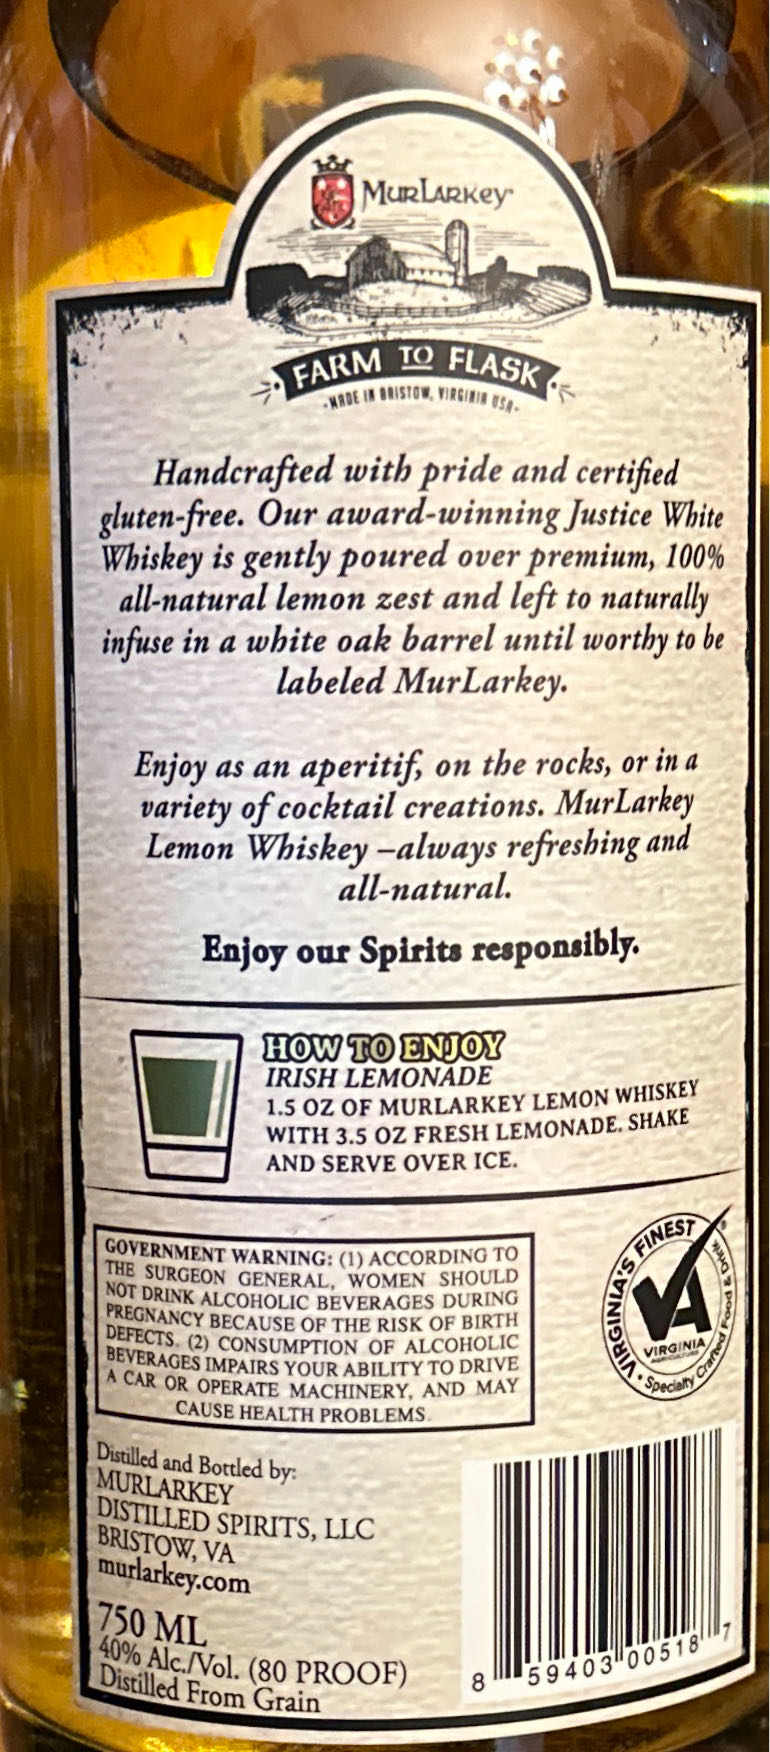 MURLARKEY
FARM TO FLASK
·MADE IN BRISTOW, VIRGINIA USA·
Handcrafted with pride and certified
gluten-free. Our award-winning Justice White
Whiskey is gently poured over premium, 100%
all-natural lemon zest and left to naturally
infuse in a white oak barrel until worthy to be
labeled MurLarkey.
Enjoy as an aperitif, on the rocks, or in a
variety of cocktail creations. MurLarkey
Lemon Whiskey –always refreshing and
all-natural.
Enjoy our Spirits responsibly.
HOW TO ENJOY
IRISH LEMONADE
1.5 OZ OF MURLARKEY LEMON WHISKEY
WITH 3.5 OZ FRESH LEMONADE. SHAKE
AND SERVE OVER ICE.
GOVERNMENT WARNING: (1) ACCORDING TO
THE SURGEON GENERAL, WOMEN SHOULD
NOT DRINK ALCOHOLIC BEVERAGES DURING
PREGNANCY BECAUSE OF THE RISK OF BIRTH
DEFECTS. (2) CONSUMPTION OF ALCOHOLIC
BEVERAGES IMPAIRS YOUR ABILITY TO DRIVE
A CAR OR OPERATE MACHINERY, AND MAY
CAUSE HEALTH PROBLEMS.
VIRGINIA'S FINEST®
VA
VIRGINIA
AGRICULTURE
• Specialty Crafted Food & Drink
Distilled and Bottled by:
MURLARKEY
DISTILLED SPIRITS, LLC
BRISTOW, VA
murlarkey.com
750 ML
40% Alc./Vol. (80 PROOF)
Distilled From Grain
8 59403 00518 7